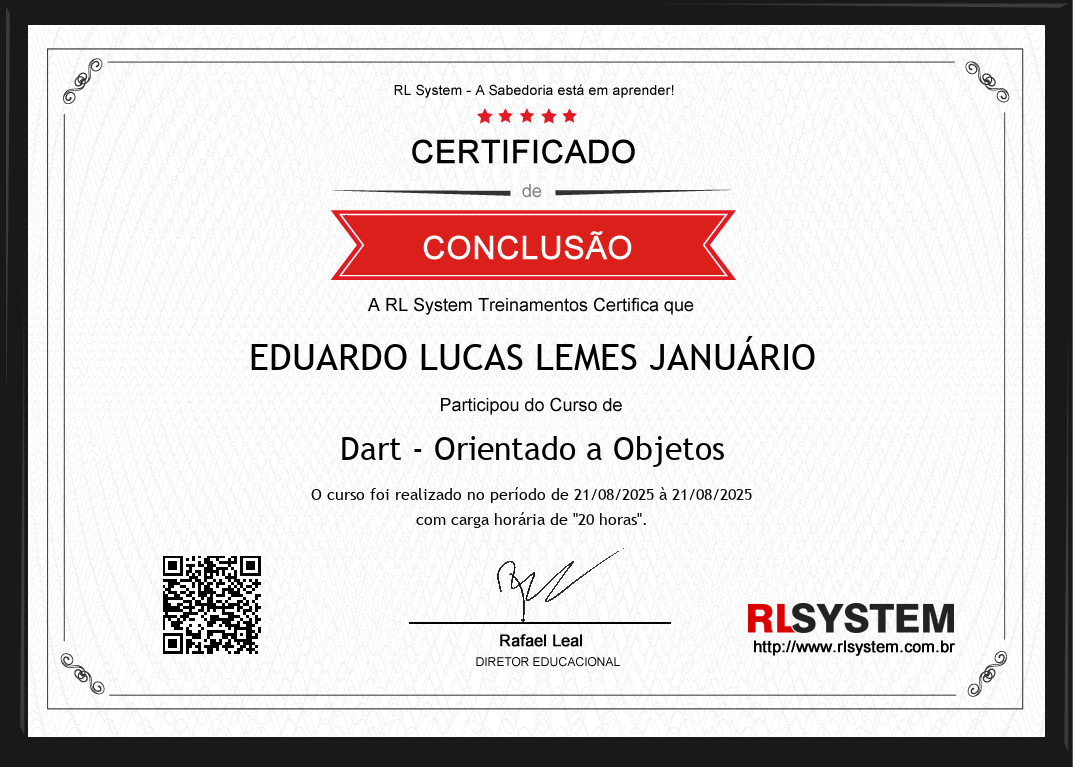 RL System - A Sabedoria está em aprender!
CERTIFICADO
de
CONCLUSÃO
A RL System Treinamentos Certifica que
EDUARDO LUCAS LEMES JANUÁRIO
Participou do Curso de
Dart - Orientado a Objetos
O curso foi realizado no período de 21/08/2025 à 21/08/2025
com carga horária de "20 horas".
Rafael Leal
DIRETOR EDUCACIONAL
RLSYSTEM
http://www.rlsystem.com.br